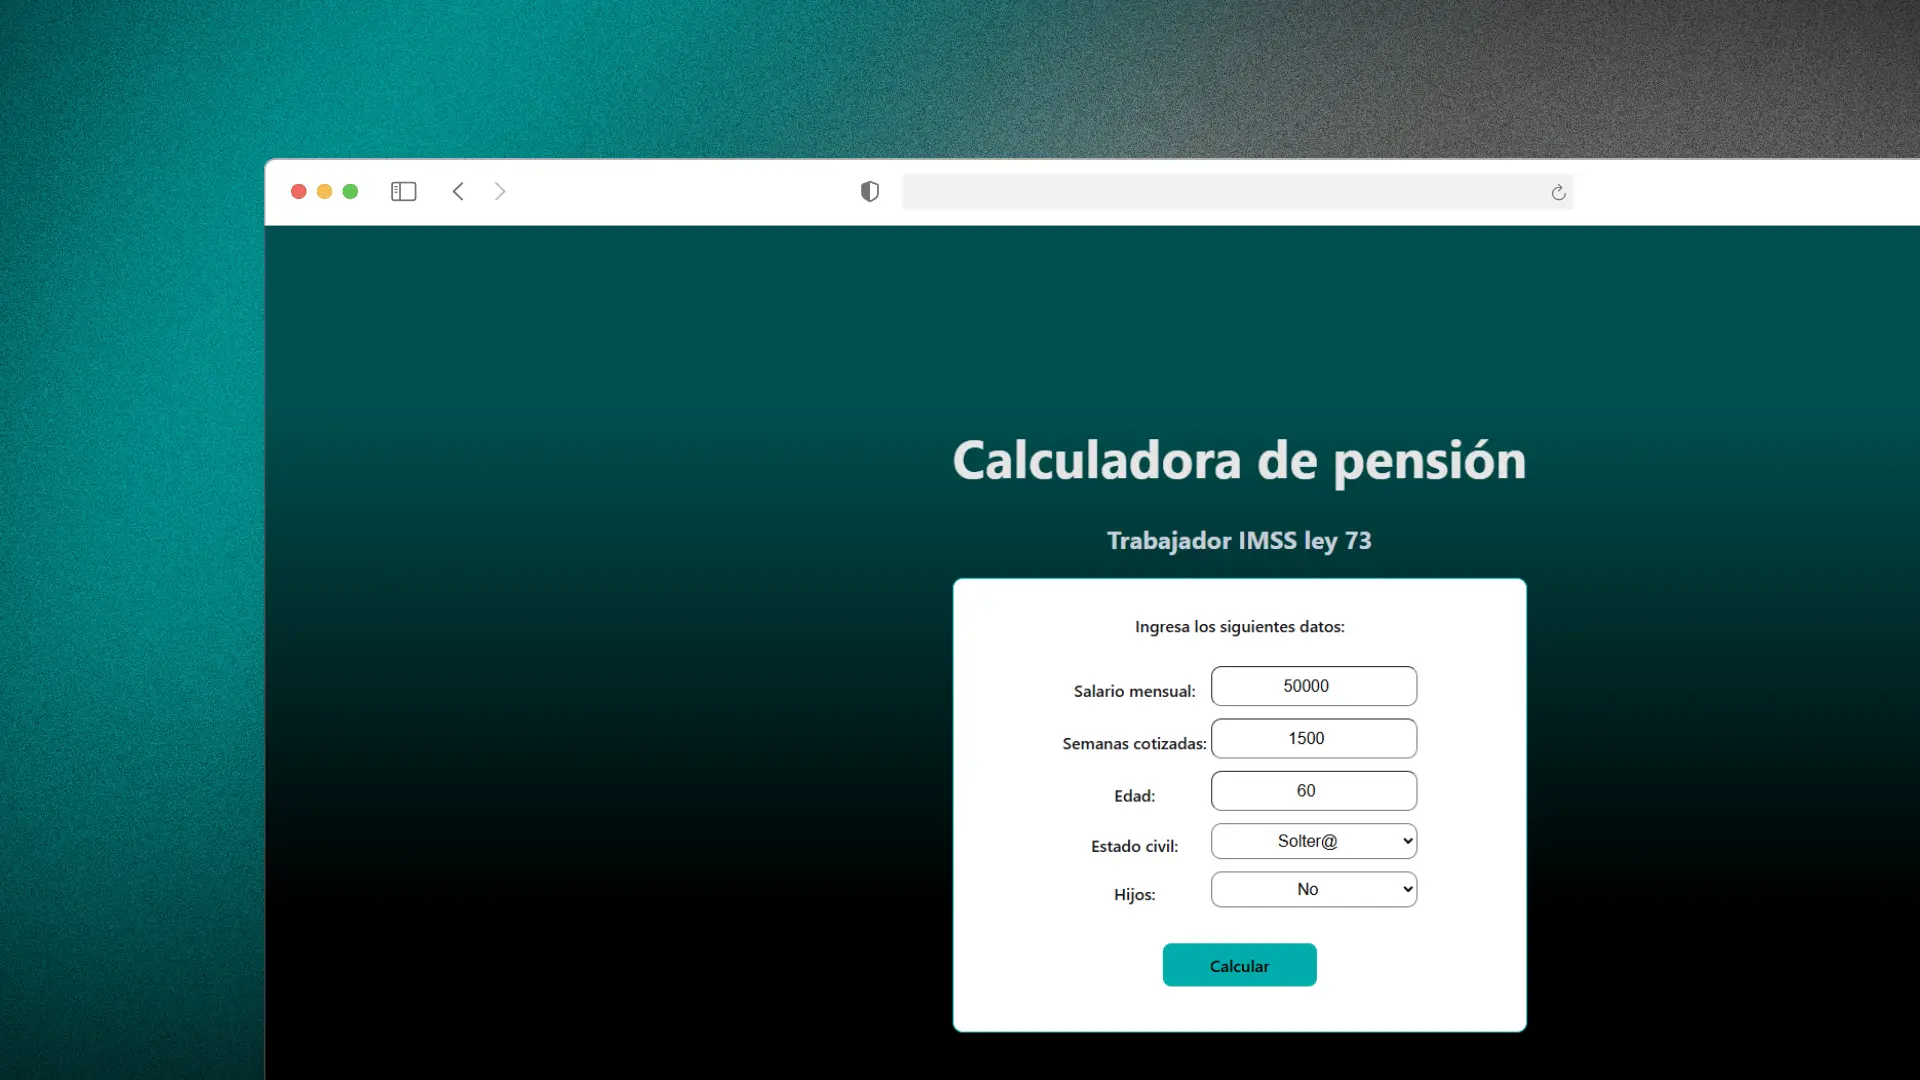 Calculadora de pensión
Trabajador IMSS ley 73
Ingresa los siguientes datos:
Salario mensual: 50000
Semanas cotizadas: 1500
Edad: 60
Estado civil: Solter@
Hijos: No
Calcular